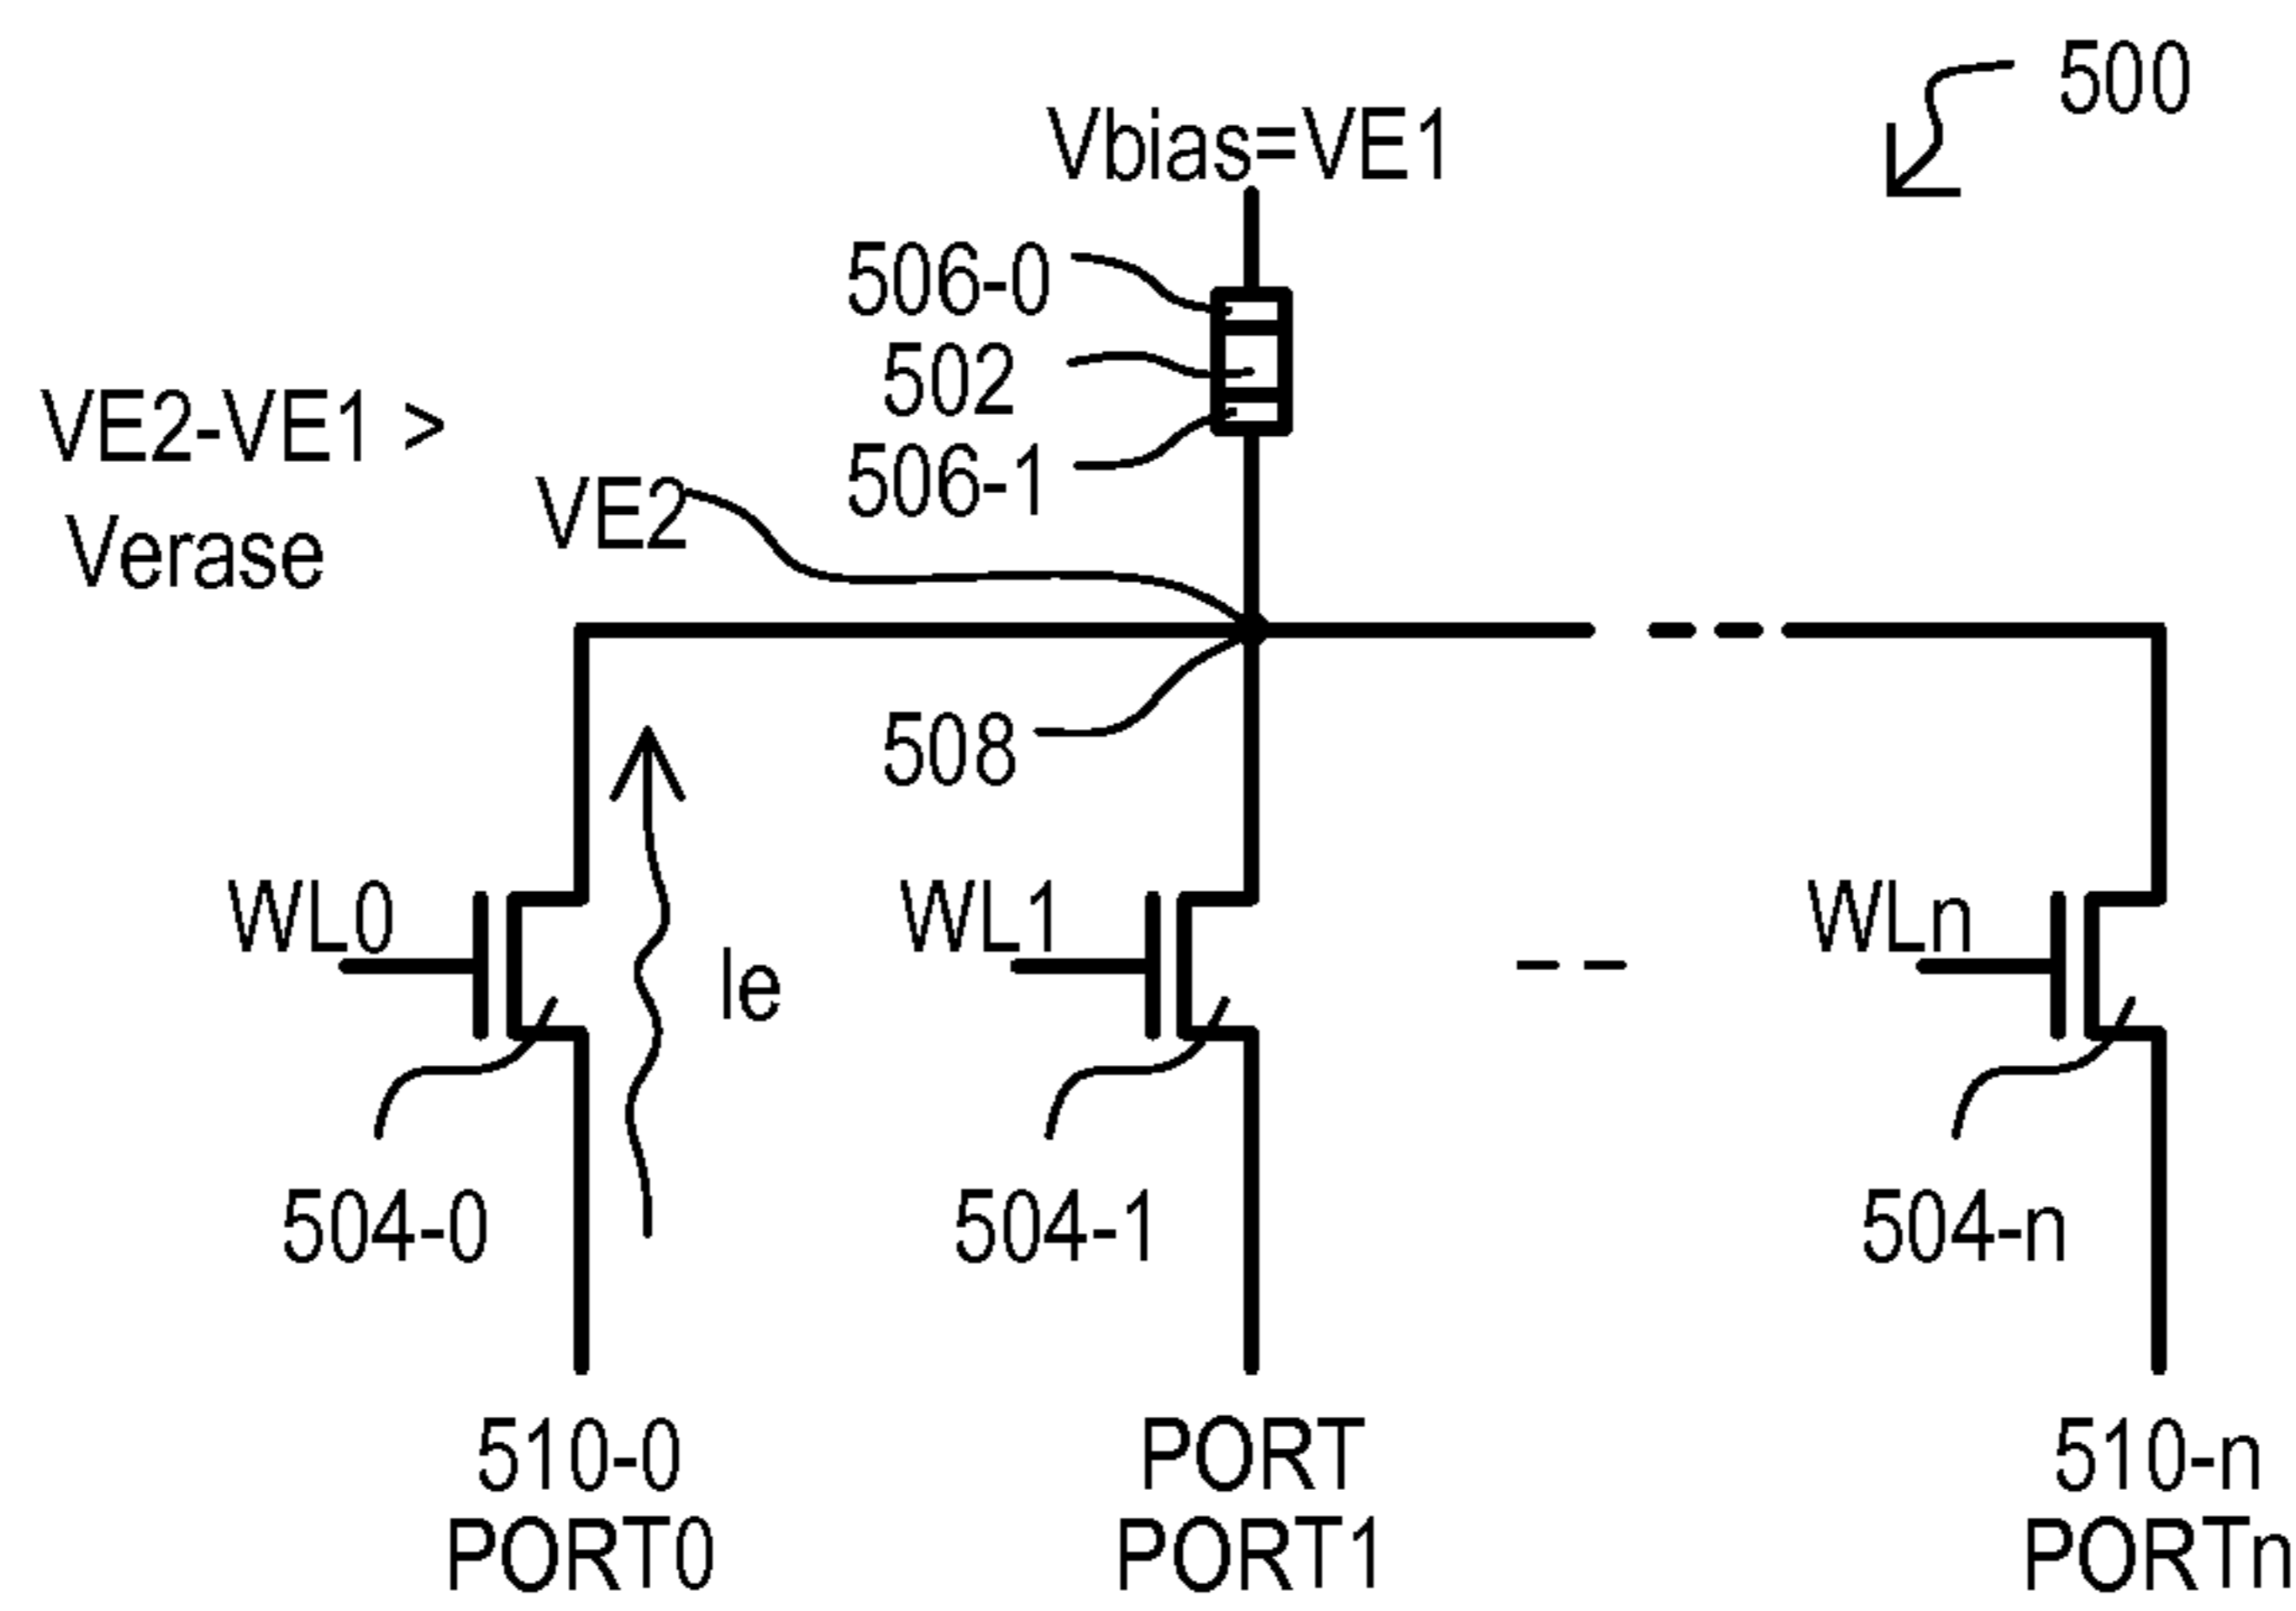 500
Vbias=VE1
506-0
502
506-1
VE2-VE1 >
Verase
VE2
508
WL0
WL1
WLn
Ie
504-0
504-1
504-n
510-0
PORT
510-n
PORT0
PORT1
PORTn